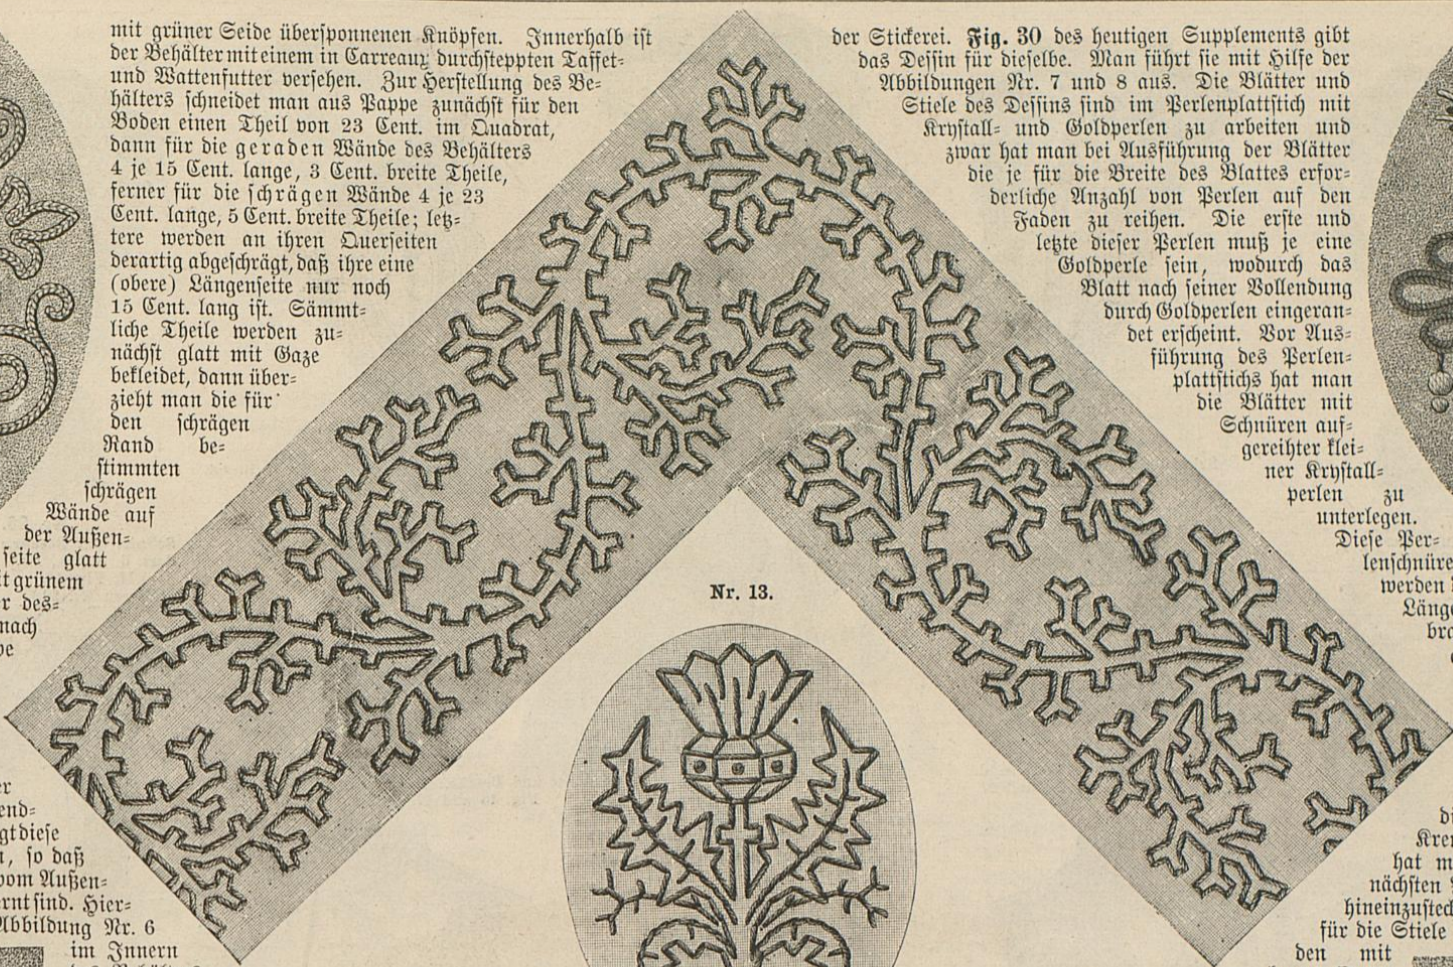 mit grüner Seide übersponnenen Knöpfen. Innerhalb ist
der Behälter mit einem in Carreaux durchsteppten Taffet-
und Wattenfutter versehen. Zur Herstellung des Be-
hälters schneidet man aus Pappe zunächst für den
Boden einen Theil von 23 Cent. im Quadrat,
dann für die geraden Wände des Behälters
4 je 15 Cent. lange, 3 Cent. breite Theile,
ferner für die schrägen Wände 4 je 23
Cent. lange, 5 Cent. breite Theile; letz-
tere werden an ihren Querseiten
derartig abgeschrägt, daß ihre eine
(obere) Längenseite nur noch
15 Cent. lang ist. Sämmt-
liche Theile werden zu-
nächst glatt mit Gaze
bekleidet, dann über-
zieht man die für
den schrägen
Rand be-
stimmten
schrägen
Wände auf
der Außen-
seite glatt
grünem
des-
nach
end-
gt diese
so daß
vom Außen-
ernt sind. Hier-
Abbildung Nr. 6
im Innern
der Stickerei. Fig. 30 des heutigen Supplements gibt
das Dessin für dieselbe. Man führt sie mit Hilfe der
Abbildungen Nr. 7 und 8 aus. Die Blätter und
Stiele des Dessins sind im Perlenplattstich mit
Krystall- und Goldperlen zu arbeiten und
zwar hat man bei Ausführung der Blätter
die je für die Breite des Blattes erfor-
derliche Anzahl von Perlen auf den
Faden zu reihen. Die erste und
letzte dieser Perlen muß je eine
Goldperle sein, wodurch das
Blatt nach seiner Vollendung
durch Goldperlen eingeran-
det erscheint. Vor Aus-
führung des Perlen-
plattstichs hat man
die Blätter mit
Schnüren auf-
gereihter klei-
ner Krystall-
perlen zu
unterlegen.
Diese Per-
lenschnüre
werden
Länge
hat
nächsten
hineinzusteck
für die Stiele
den mit
Nr. 13.